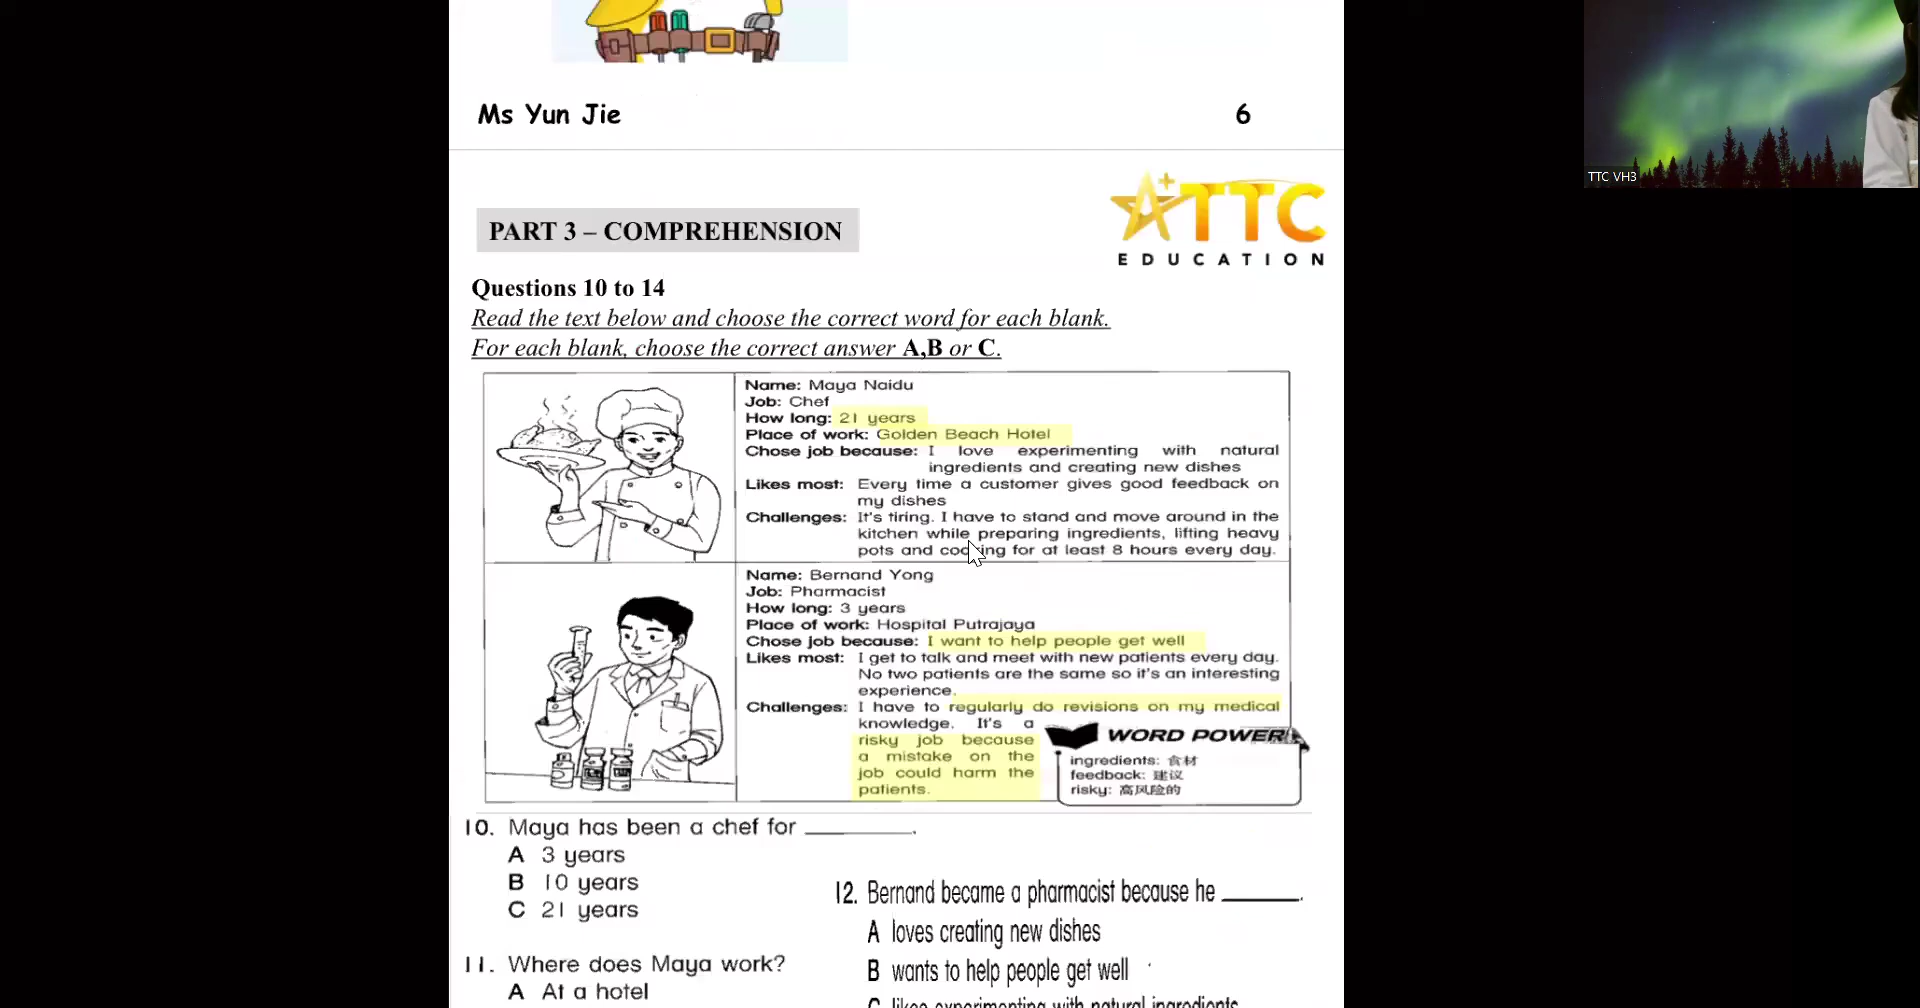 Ms Yun Jie
6
TTC VH3
A+TTC
EDUCATION
PART 3 – COMPREHENSION
Questions 10 to 14
Read the text below and choose the correct word for each blank.
For each blank, choose the correct answer A,B or C.
Name: Maya Naidu
Job: Chef
How long: 21 years
Place of work: Golden Beach Hotel
Chose job because: I love experimenting with natural
ingredients and creating new dishes
Likes most: Every time a customer gives good feedback on
my dishes
Challenges: It's tiring. I have to stand and move around in the
kitchen while preparing ingredients, lifting heavy
pots and cooking for at least 8 hours every day.
Name: Bernand Yong
Job: Pharmacist
How long: 3 years
Place of work: Hospital Putrajaya
Chose job because: I want to help people get well
Likes most: I get to talk and meet with new patients every day.
No two patients are the same so it's an interesting
experience.
Challenges: I have to regularly do revisions on my medical
knowledge. It's a
risky job because
a mistake on the
job could harm the
patients.
WORD POWER
ingredients: 食材
feedback: 建议
risky: 高风险的
10. Maya has been a chef for ________.
A 3 years
B 10 years
C 21 years
11. Where does Maya work?
A At a hotel
12. Bernand became a pharmacist because he ________.
A loves creating new dishes
B wants to help people get well
C likes experimenting with natural ingredients